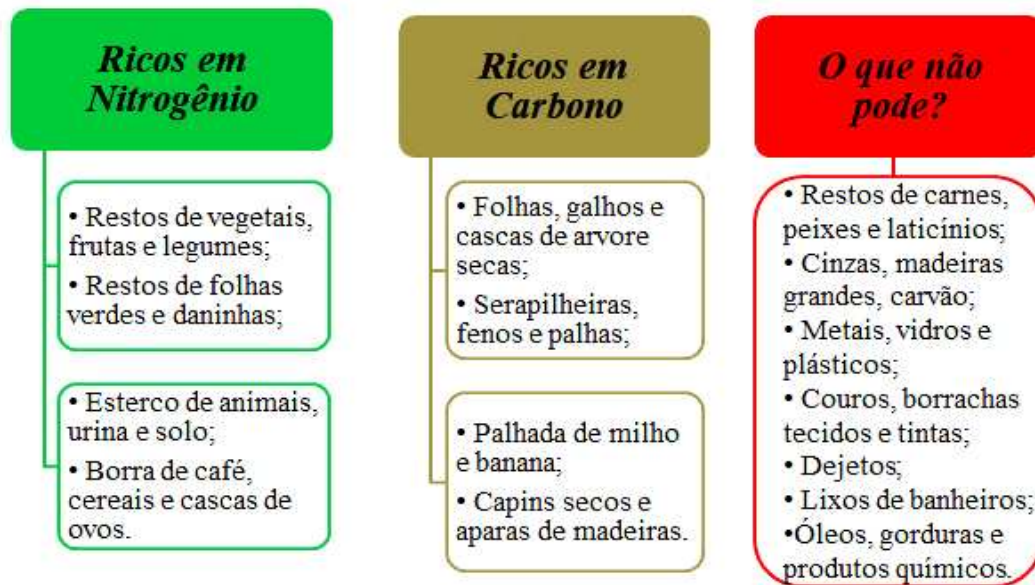 Ricos em
Nitrogênio
• Restos de vegetais,
frutas e legumes;
• Restos de folhas
verdes e daninhas;
• Esterco de animais,
urina e solo;
• Borra de café,
cereais e cascas de
ovos.
Ricos em
Carbono
• Folhas, galhos e
cascas de arvore
secas;
• Serapilheiras,
fenos e palhas;
• Palhada de milho
e banana;
• Capins secos e
aparas de madeiras.
O que não
pode?
• Restos de carnes,
peixes e laticínios;
• Cinzas, madeiras
grandes, carvão;
• Metais, vidros e
plásticos;
• Couros, borrachas
tecidos e tintas;
• Dejetos;
• Lixos de banheiros;
•Óleos, gorduras e
produtos químicos.